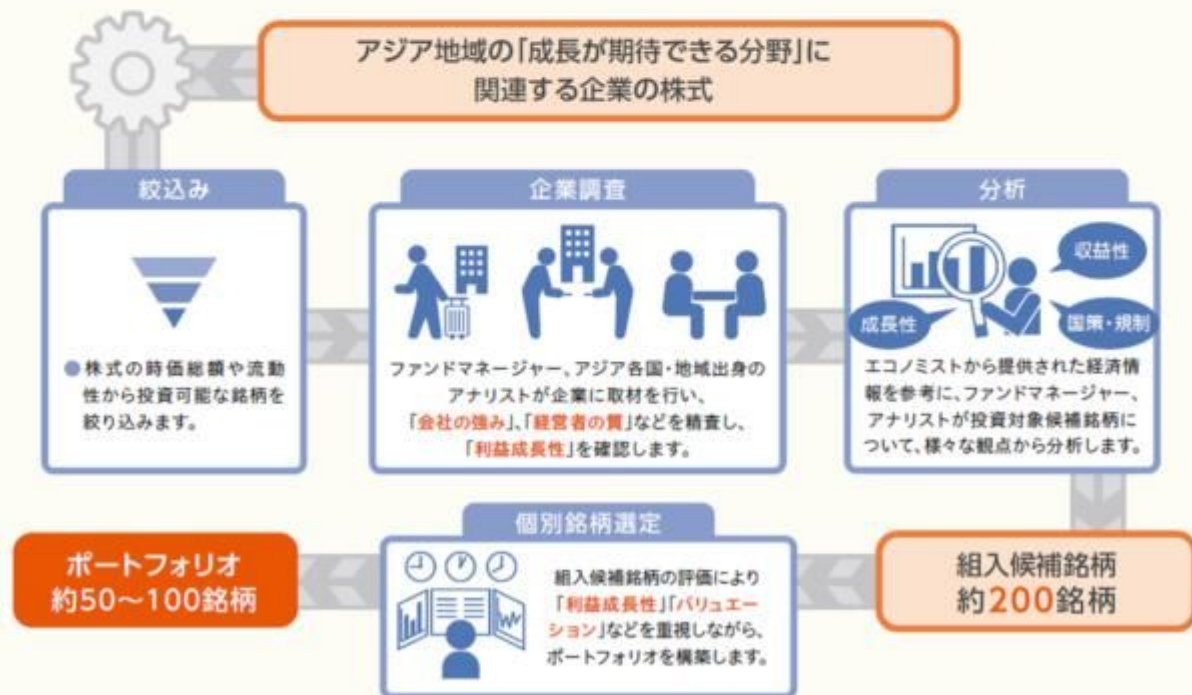 アジア地域の「成長が期待できる分野」に
関連する企業の株式
絞込み
●株式の時価総額や流動
性から投資可能な銘柄を
絞り込みます。
企業調査
ファンドマネージャー、アジア各国・地域出身の
アナリストが企業に取材を行い、
「会社の強み」、「経営者の質」などを精査し、
「利益成長性」を確認します。
分析
収益性
成長性
国策・規制
エコノミストから提供された経済情
報を参考に、ファンドマネージャー、
アナリストが投資対象候補銘柄に
ついて、様々な観点から分析します。
組入候補銘柄
約200銘柄
個別銘柄選定
組入候補銘柄の評価により
「利益成長性」「バリュエー
ション」などを重視しながら、
ポートフォリオを構築します。
ポートフォリオ
約50～100銘柄